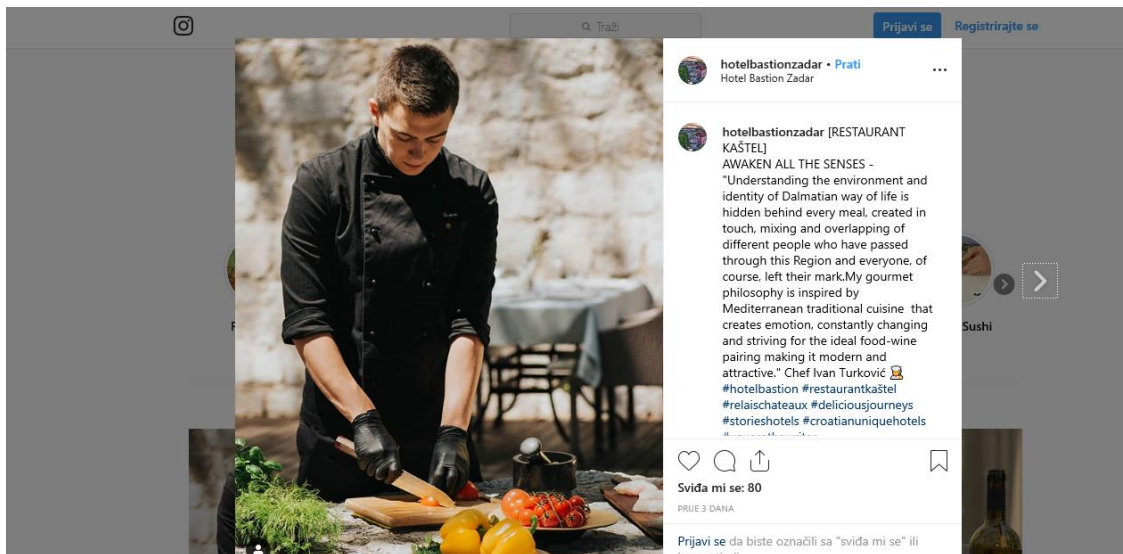 Traži
Prijavi se
Registrirajte se
hotelbastionzadar • Prati
Hotel Bastion Zadar
hotelbastionzadar [RESTAURANT
KAŠTEL]
AWAKEN ALL THE SENSES -
"Understanding the environment and
identity of Dalmatian way of life is
hidden behind every meal, created in
touch, mixing and overlapping of
different people who have passed
through this Region and everyone, of
course, left their mark.My gourmet
philosophy is inspired by
Mediterranean traditional cuisine that
creates emotion, constantly changing
and striving for the ideal food-wine
pairing making it modern and
attractive." Chef Ivan Turković
#hotelbastion #restaurantkaštel
#relaischateaux #deliciousjourneys
#storieshotels #croatianuniquehotels
Sushi
Sviđa mi se: 80
PRIJE 3 DANA
Prijavi se da biste označili sa "sviđa mi se" ili